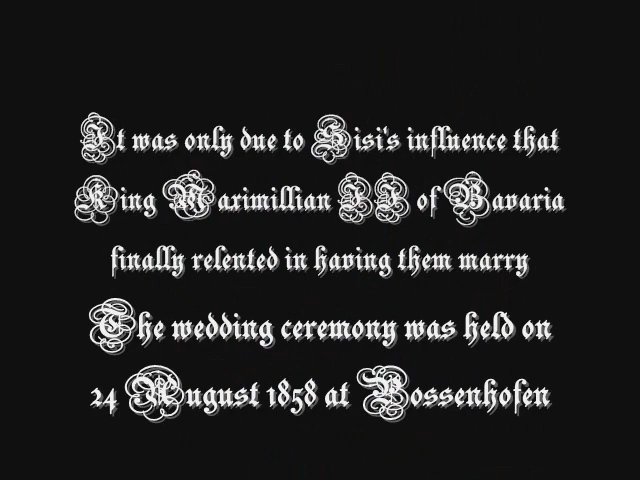 It was only due to Sisi's influence that
King Maximillian II of Bavaria
finally relented in having them marry
The wedding ceremony was held on
24 August 1858 at Possenhofen